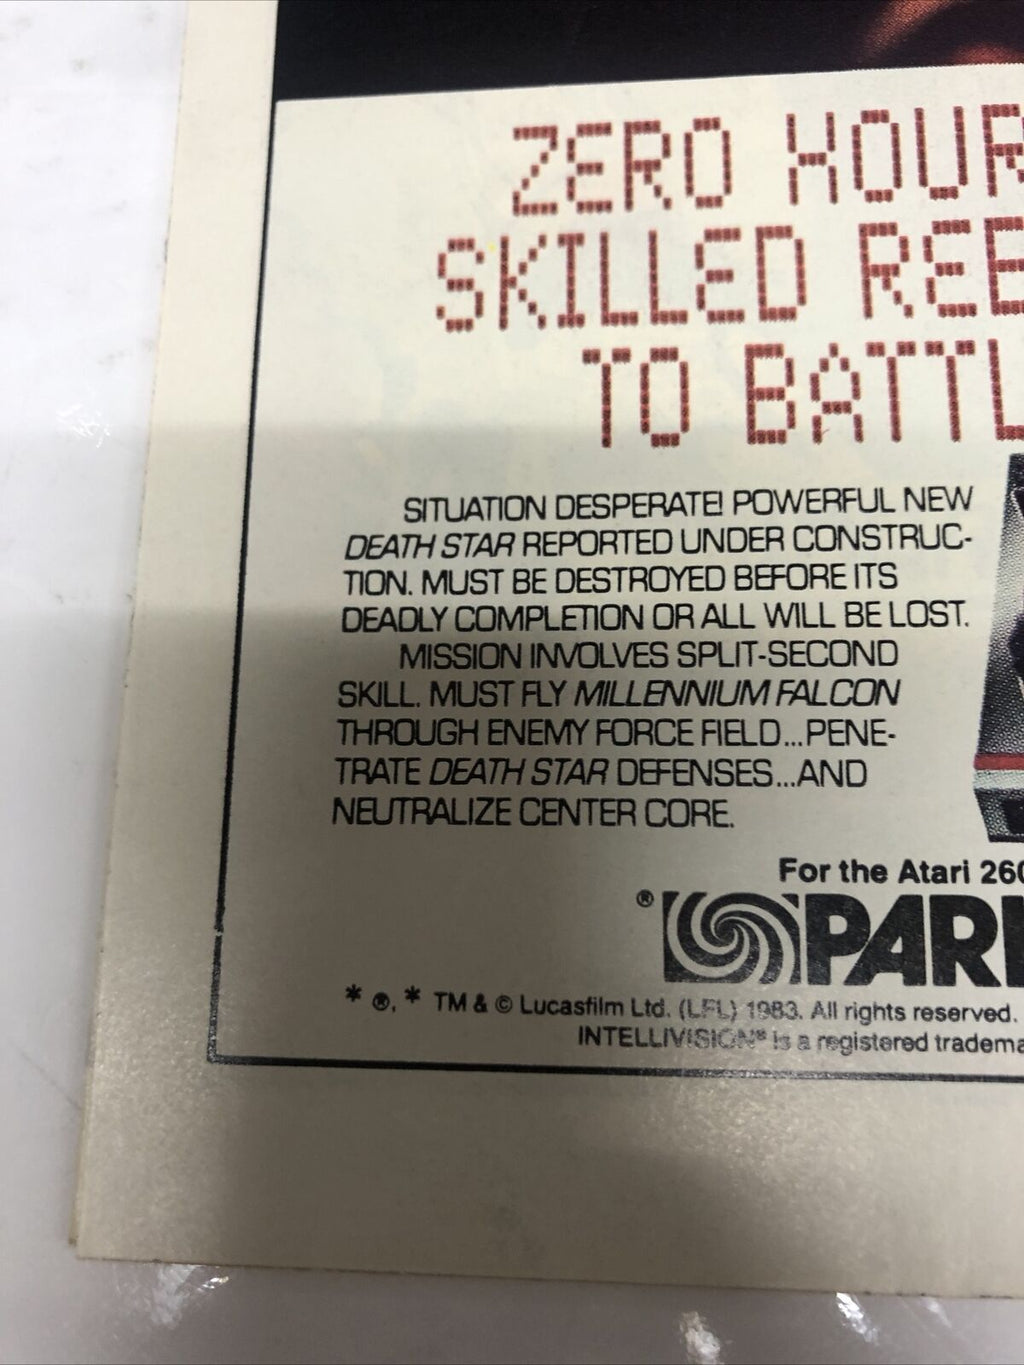 ZERO HOUR
SKILLED REE
TO BATTL
SITUATION DESPERATE! POWERFUL NEW
DEATH STAR REPORTED UNDER CONSTRUC-
TION. MUST BE DESTROYED BEFORE ITS
DEADLY COMPLETION OR ALL WILL BE LOST.
MISSION INVOLVES SPLIT-SECOND
SKILL. MUST FLY MILLENNIUM FALCON
THROUGH ENEMY FORCE FIELD...PENE-
TRATE DEATH STAR DEFENSES...AND
NEUTRALIZE CENTER CORE.
For the Atari 260
® PARK
* ®, * TM & © Lucasfilm Ltd. (LFL) 1983. All rights reserved.
INTELLIVISION® is a registered tradema